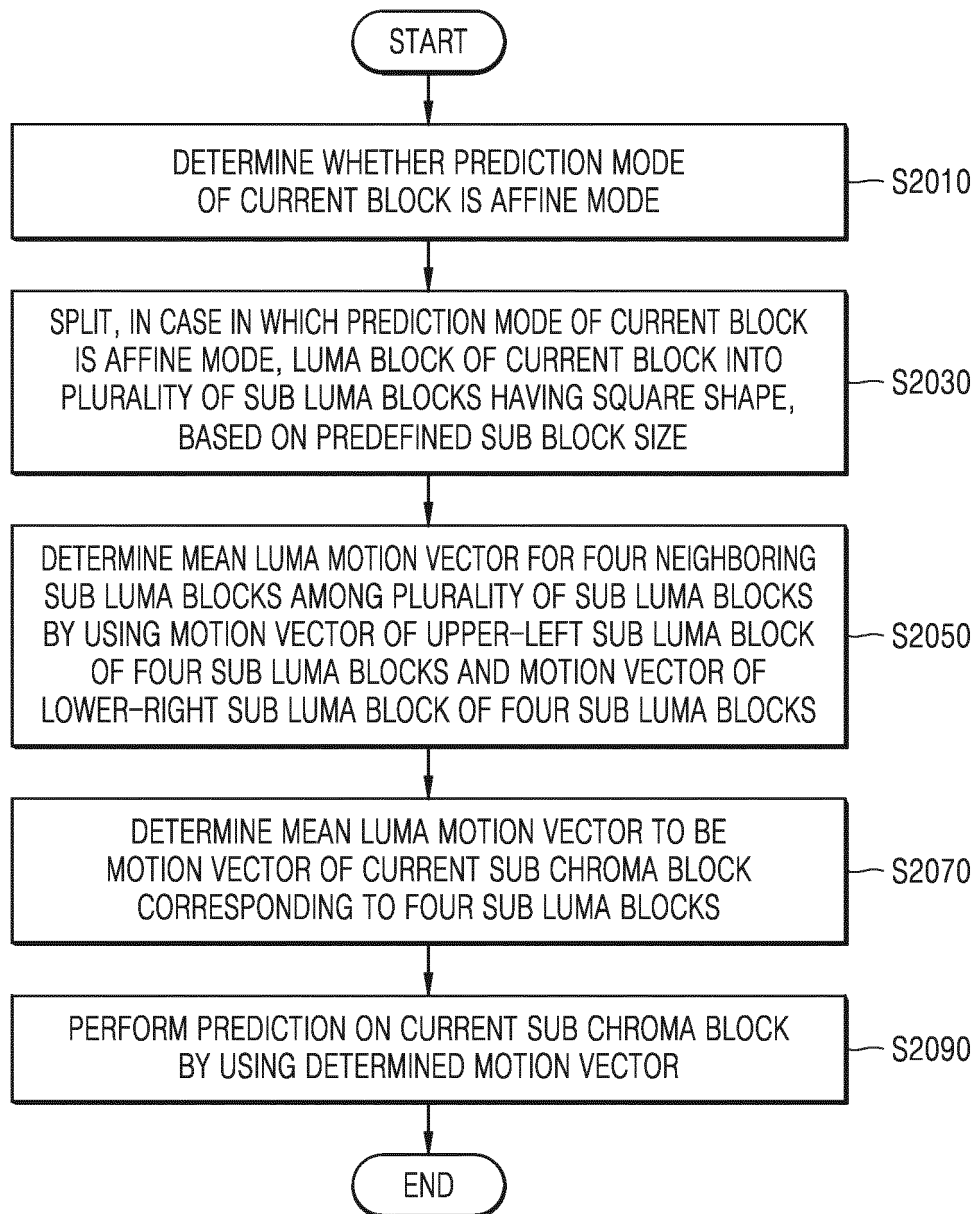 START
DETERMINE WHETHER PREDICTION MODE
OF CURRENT BLOCK IS AFFINE MODE
S2010
SPLIT, IN CASE IN WHICH PREDICTION MODE OF CURRENT BLOCK
IS AFFINE MODE, LUMA BLOCK OF CURRENT BLOCK INTO
PLURALITY OF SUB LUMA BLOCKS HAVING SQUARE SHAPE,
BASED ON PREDEFINED SUB BLOCK SIZE
S2030
DETERMINE MEAN LUMA MOTION VECTOR FOR FOUR NEIGHBORING
SUB LUMA BLOCKS AMONG PLURALITY OF SUB LUMA BLOCKS
BY USING MOTION VECTOR OF UPPER-LEFT SUB LUMA BLOCK
OF FOUR SUB LUMA BLOCKS AND MOTION VECTOR OF
LOWER-RIGHT SUB LUMA BLOCK OF FOUR SUB LUMA BLOCKS
S2050
DETERMINE MEAN LUMA MOTION VECTOR TO BE
MOTION VECTOR OF CURRENT SUB CHROMA BLOCK
CORRESPONDING TO FOUR SUB LUMA BLOCKS
S2070
PERFORM PREDICTION ON CURRENT SUB CHROMA BLOCK
BY USING DETERMINED MOTION VECTOR
S2090
END